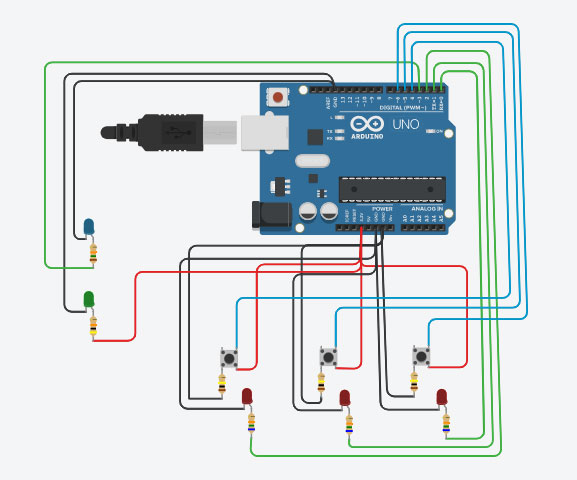 AREF
GND
13
12
~11
~10
~9
8
7
~6
~5
4
~3
2
TX→1
RX←0
DIGITAL (PWM~)
L
TX
RX
UNO
ON
ARDUINO
POWER
ANALOG IN
IOREF
RESET
3.3V
5V
GND
GND
Vin
A0
A1
A2
A3
A4
A5